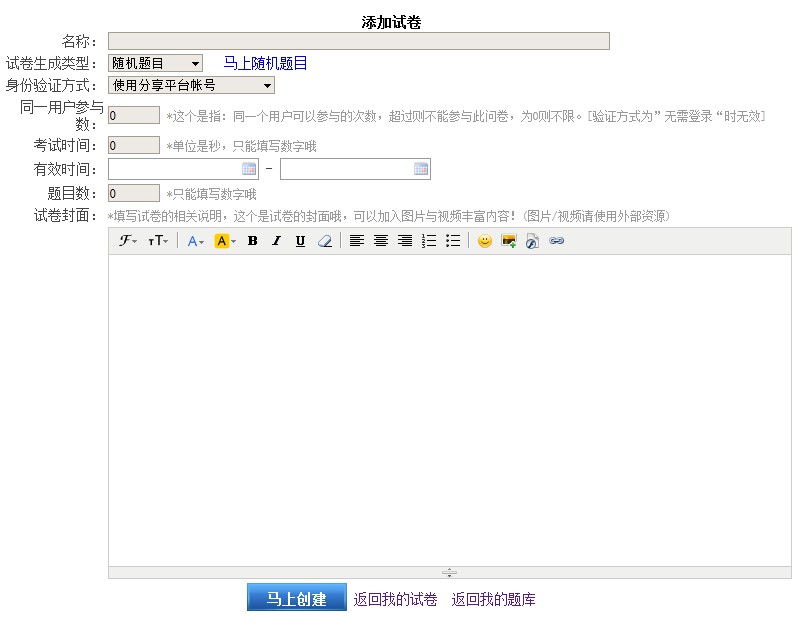 添加试卷
名称：
试卷生成类型： 随机题目 马上随机题目
身份验证方式： 使用分享平台帐号
同一用户参与
数： 0 *这个是指: 同一个用户可以参与的次数, 超过则不能参与此问卷, 为0则不限。[验证方式为”无需登录“时无效]
考试时间： 0 *单位是秒, 只能填写数字哦
有效时间： -
题目数： 0 *只能填写数字哦
试卷封面： *填写试卷的相关说明, 这个是试卷的封面哦, 可以加入图片与视频丰富内容! (图片/视频请使用外部资源)
F TT A A B I U
马上创建 返回我的试卷 返回我的题库